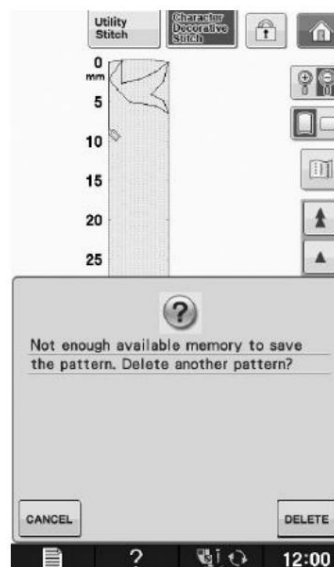 Utility
Stitch
Character
Decorative
Stitch
0
mm
5
10
15
20
25
?
Not enough available memory to save
the pattern. Delete another pattern?
CANCEL
DELETE
?
12:00